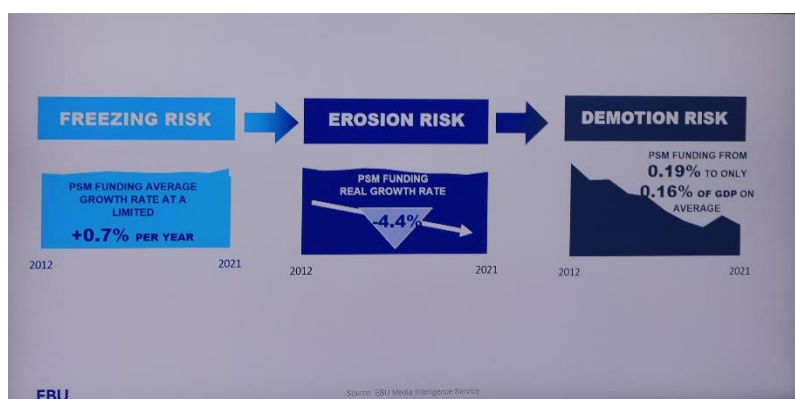 FREEZING RISK
EROSION RISK
DEMOTION RISK
PSM FUNDING AVERAGE
GROWTH RATE AT A
LIMITED
+0.7% PER YEAR
2012
2021
PSM FUNDING
REAL GROWTH RATE
-4.4%
2012
2021
PSM FUNDING FROM
0.19% TO ONLY
0.16% OF GDP ON
AVERAGE
2012
2021
EBU
Source: EBU Media Intelligence Service